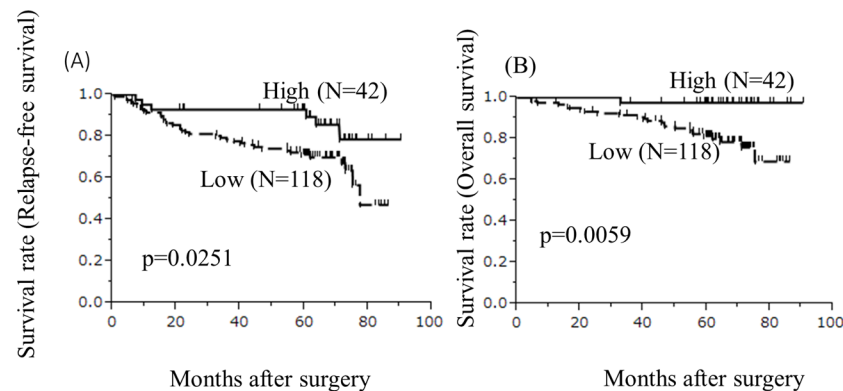 (A)
Survival rate (Relapse-free survival)
1.0
0.8
0.6
0.4
0.2
0.0
High (N=42)
Low (N=118)
p=0.0251
0 20 40 60 80 100
Months after surgery
(B)
Survival rate (Overall survival)
1.0
0.8
0.6
0.4
0.2
0.0
High (N=42)
Low (N=118)
p=0.0059
0 20 40 60 80 100
Months after surgery